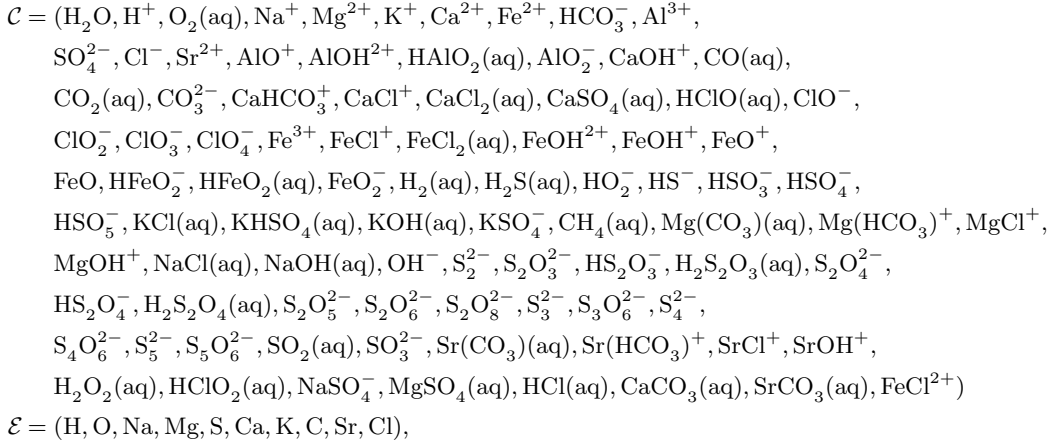 𝒞 = (H₂O, H⁺, O₂(aq), Na⁺, Mg²⁺, K⁺, Ca²⁺, Fe²⁺, HCO₃⁻, Al³⁺,
SO₄²⁻, Cl⁻, Sr²⁺, AlO⁺, AlOH²⁺, HAlO₂(aq), AlO₂⁻, CaOH⁺, CO(aq),
CO₂(aq), CO₃²⁻, CaHCO₃⁺, CaCl⁺, CaCl₂(aq), CaSO₄(aq), HClO(aq), ClO⁻,
ClO₂⁻, ClO₃⁻, ClO₄⁻, Fe³⁺, FeCl⁺, FeCl₂(aq), FeOH²⁺, FeOH⁺, FeO⁺,
FeO, HFeO₂⁻, HFeO₂(aq), FeO₂⁻, H₂(aq), H₂S(aq), HO₂⁻, HS⁻, HSO₃⁻, HSO₄⁻,
HSO₅⁻, KCl(aq), KHSO₄(aq), KOH(aq), KSO₄⁻, CH₄(aq), Mg(CO₃)(aq), Mg(HCO₃)⁺, MgCl⁺,
MgOH⁺, NaCl(aq), NaOH(aq), OH⁻, S₂²⁻, S₂O₃²⁻, HS₂O₃⁻, H₂S₂O₃(aq), S₂O₄²⁻,
HS₂O₄⁻, H₂S₂O₄(aq), S₂O₅²⁻, S₂O₆²⁻, S₂O₈²⁻, S₃²⁻, S₃O₆²⁻, S₄²⁻,
S₄O₆²⁻, S₅²⁻, S₅O₆²⁻, SO₂(aq), SO₃²⁻, Sr(CO₃)(aq), Sr(HCO₃)⁺, SrCl⁺, SrOH⁺,
H₂O₂(aq), HClO₂(aq), NaSO₄⁻, MgSO₄(aq), HCl(aq), CaCO₃(aq), SrCO₃(aq), FeCl²⁺)
ℰ = (H, O, Na, Mg, S, Ca, K, C, Sr, Cl),